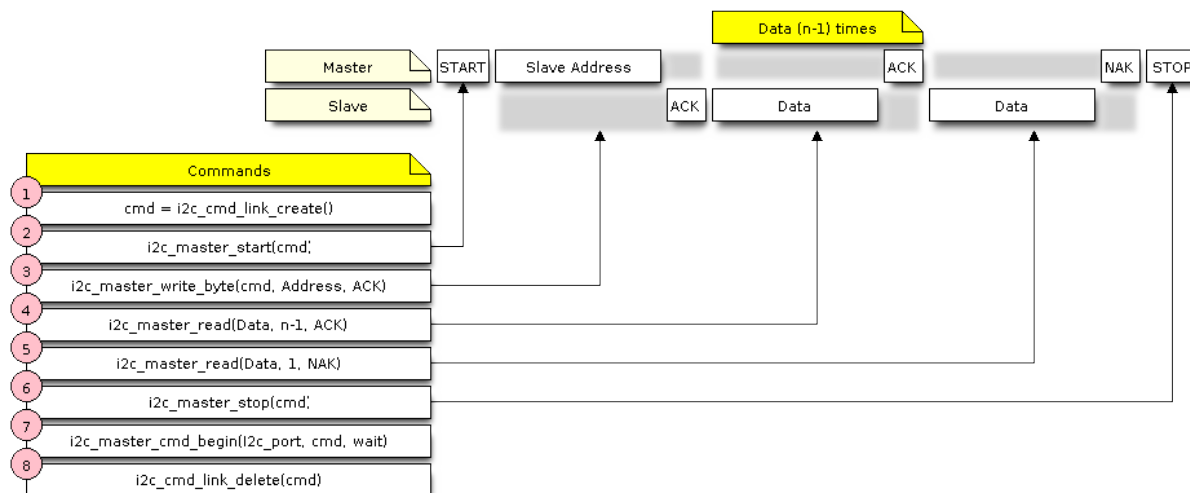 Data (n-1) times
Master START Slave Address ACK NAK STOP
Slave ACK Data Data
Commands
1
cmd = i2c_cmd_link_create()
2
i2c_master_start(cmd;
3
i2c_master_write_byte(cmd, Address, ACK)
4
i2c_master_read(Data, n-1, ACK)
5
i2c_master_read(Data, 1, NAK)
6
i2c_master_stop(cmd;
7
i2c_master_cmd_begin(I2c_port, cmd, wait)
8
i2c_cmd_link_delete(cmd)